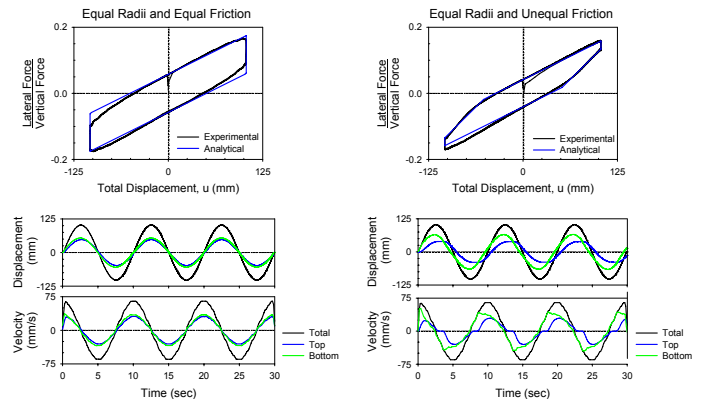 Equal Radii and Equal Friction
0.2
0.0
-0.2
Lateral Force
Vertical Force
Experimental
Analytical
-125 0 125
Total Displacement, u (mm)
125
0
-125
Displacement
(mm)
75
0
-75
Velocity
(mm/s)
Total
Top
Bottom
0 5 10 15 20 25 30
Time (sec)
Equal Radii and Unequal Friction
0.2
0.0
-0.2
Lateral Force
Vertical Force
Experimental
Analytical
-125 0 125
Total Displacement, u (mm)
125
0
-125
Displacement
(mm)
75
0
-75
Velocity
(mm/s)
Total
Top
Bottom
0 5 10 15 20 25 30
Time (sec)